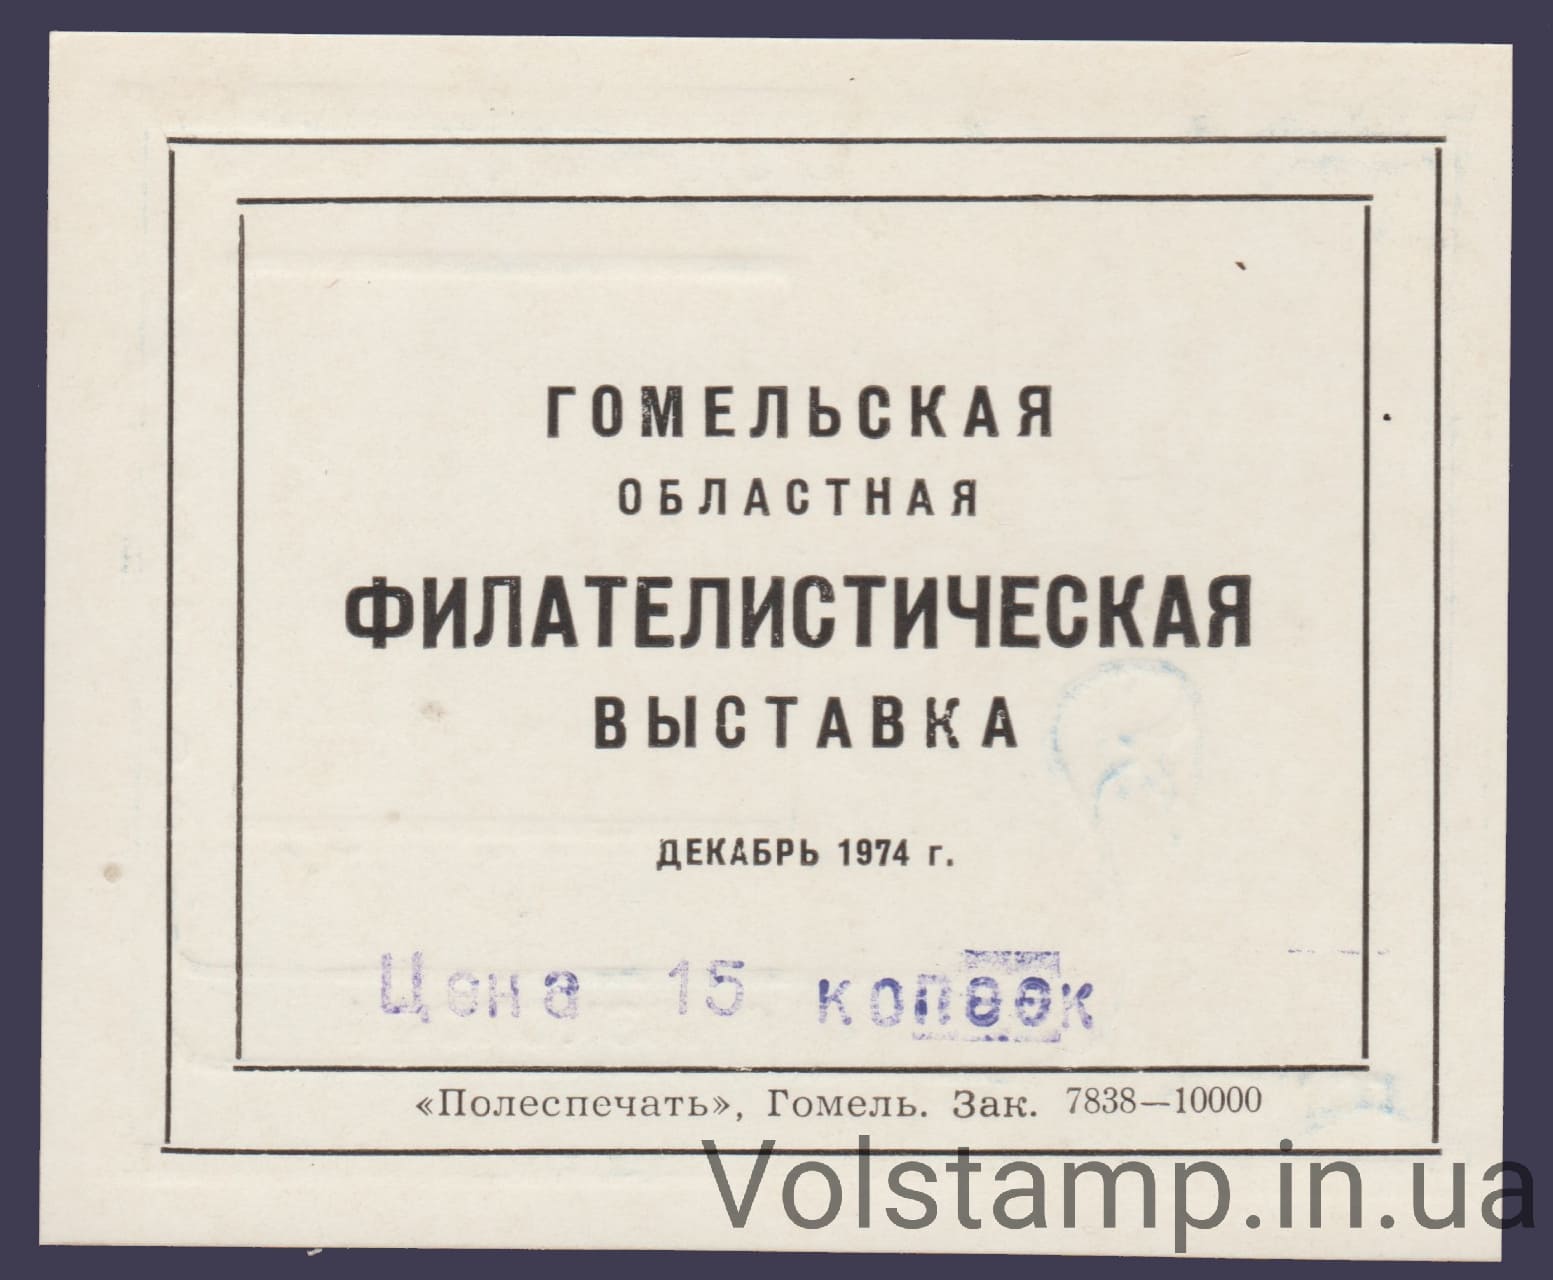 ГОМЕЛЬСКАЯ
ОБЛАСТНАЯ
ФИЛАТЕЛИСТИЧЕСКАЯ
ВЫСТАВКА
ДЕКАБРЬ 1974 г.
Цена 15 копеек
«Полеспечать», Гомель. Зак. 7838—10000
Volstamp.in.ua